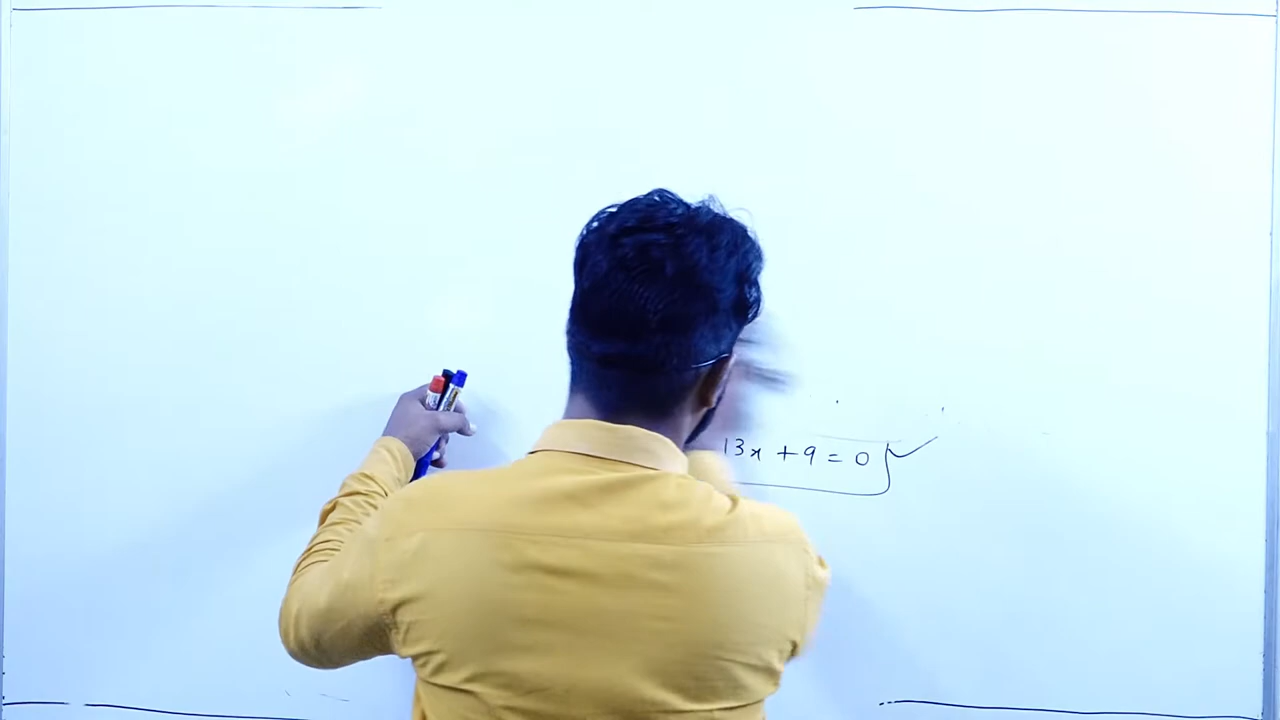 13x + 9 = 0